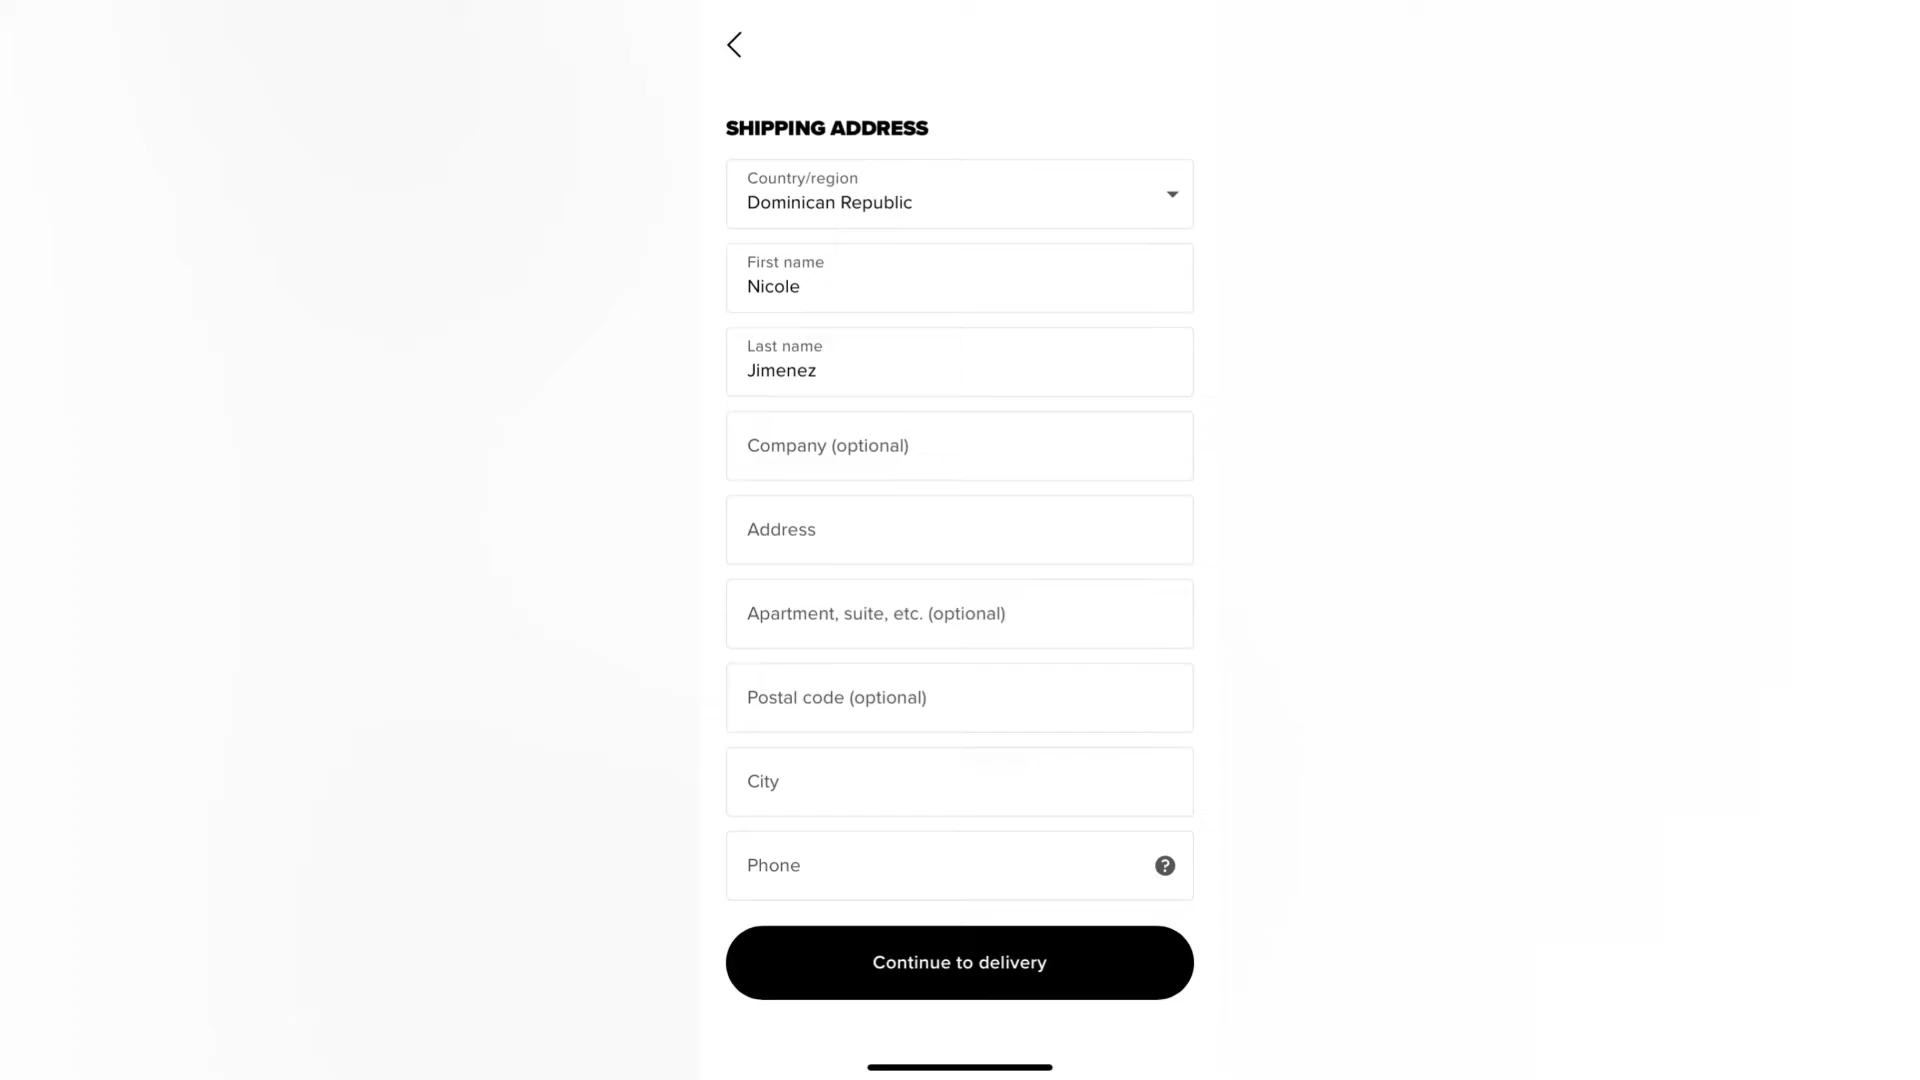 SHIPPING ADDRESS
Country/region
Dominican Republic
First name
Nicole
Last name
Jimenez
Company (optional)
Address
Apartment, suite, etc. (optional)
Postal code (optional)
City
Phone
?
Continue to delivery